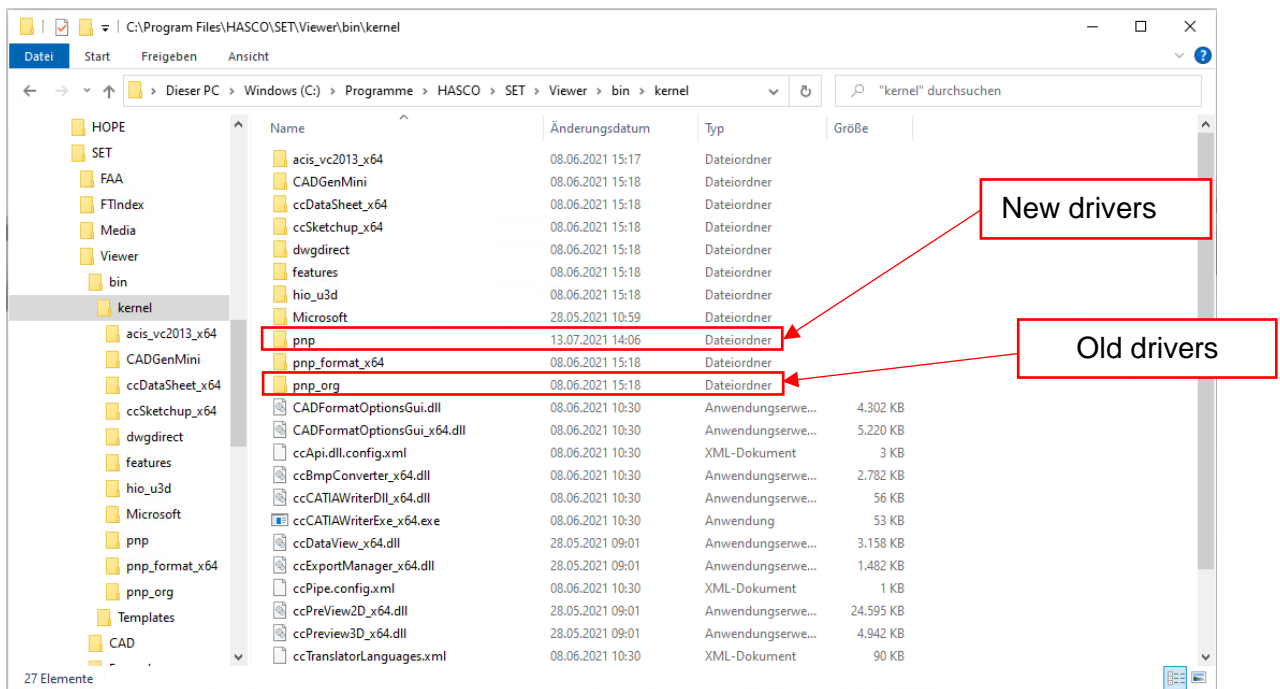 C:\Program Files\HASCO\SET\Viewer\bin\kernel
Datei Start Freigeben Ansicht
Dieser PC > Windows (C:) > Programme > HASCO > SET > Viewer > bin > kernel "kernel" durchsuchen
HOPE
SET
FAA
FTIndex
Media
Viewer
bin
kernel
acis_vc2013_x64
CADGenMini
ccDataSheet_x64
ccSketchup_x64
dwgdirect
features
hio_u3d
Microsoft
pnp
pnp_format_x64
pnp_org
Templates
CAD
Name Änderungsdatum Typ Größe
acis_vc2013_x64 08.06.2021 15:17 Dateiordner
CADGenMini 08.06.2021 15:18 Dateiordner
ccDataSheet_x64 08.06.2021 15:18 Dateiordner
ccSketchup_x64 08.06.2021 15:18 Dateiordner
dwgdirect 08.06.2021 15:18 Dateiordner
features 08.06.2021 15:18 Dateiordner
hio_u3d 08.06.2021 15:18 Dateiordner
Microsoft 28.05.2021 10:59 Dateiordner
pnp 13.07.2021 14:06 Dateiordner
pnp_format_x64 08.06.2021 15:18 Dateiordner
pnp_org 08.06.2021 15:18 Dateiordner
CADFormatOptionsGui.dll 08.06.2021 10:30 Anwendungserwe... 4.302 KB
CADFormatOptionsGui_x64.dll 08.06.2021 10:30 Anwendungserwe... 5.220 KB
ccApi.dll.config.xml 08.06.2021 10:30 XML-Dokument 3 KB
ccBmpConverter_x64.dll 08.06.2021 10:30 Anwendungserwe... 2.782 KB
ccCATIAWriterDll_x64.dll 08.06.2021 10:30 Anwendungserwe... 56 KB
ccCATIAWriterExe_x64.exe 08.06.2021 10:30 Anwendung 53 KB
ccDataView_x64.dll 28.05.2021 09:01 Anwendungserwe... 3.158 KB
ccExportManager_x64.dll 28.05.2021 09:01 Anwendungserwe... 1.482 KB
ccPipe.config.xml 08.06.2021 10:30 XML-Dokument 1 KB
ccPreView2D_x64.dll 28.05.2021 09:01 Anwendungserwe... 24.595 KB
ccPreview3D_x64.dll 28.05.2021 09:01 Anwendungserwe... 4.942 KB
ccTranslatorLanguages.xml 08.06.2021 10:30 XML-Dokument 90 KB
New drivers
Old drivers
27 Elemente